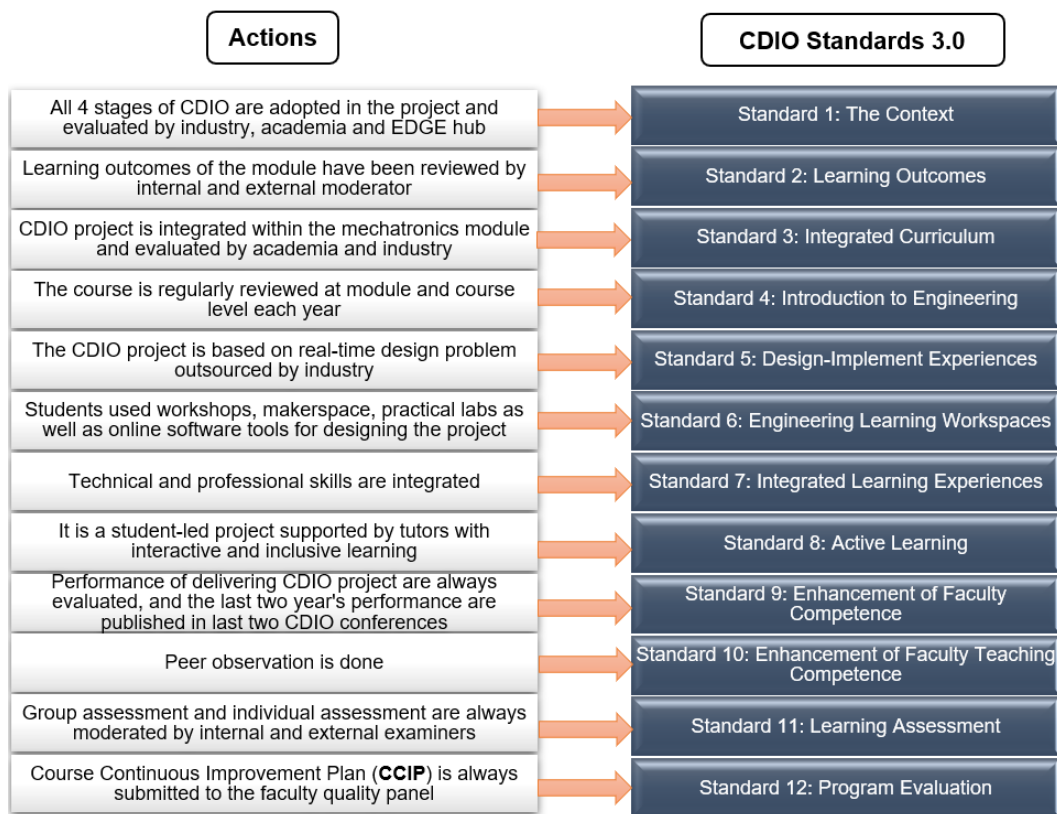 Actions
CDIO Standards 3.0
All 4 stages of CDIO are adopted in the project and
evaluated by industry, academia and EDGE hub
Standard 1: The Context
Learning outcomes of the module have been reviewed by
internal and external moderator
Standard 2: Learning Outcomes
CDIO project is integrated within the mechatronics module
and evaluated by academia and industry
Standard 3: Integrated Curriculum
The course is regularly reviewed at module and course
level each year
Standard 4: Introduction to Engineering
The CDIO project is based on real-time design problem
outsourced by industry
Standard 5: Design-Implement Experiences
Students used workshops, makerspace, practical labs as
well as online software tools for designing the project
Standard 6: Engineering Learning Workspaces
Technical and professional skills are integrated
Standard 7: Integrated Learning Experiences
It is a student-led project supported by tutors with
interactive and inclusive learning
Standard 8: Active Learning
Performance of delivering CDIO project are always
evaluated, and the last two year's performance are
published in last two CDIO conferences
Standard 9: Enhancement of Faculty
Competence
Peer observation is done
Standard 10: Enhancement of Faculty Teaching
Competence
Group assessment and individual assessment are always
moderated by internal and external examiners
Standard 11: Learning Assessment
Course Continuous Improvement Plan (CCIP) is always
submitted to the faculty quality panel
Standard 12: Program Evaluation